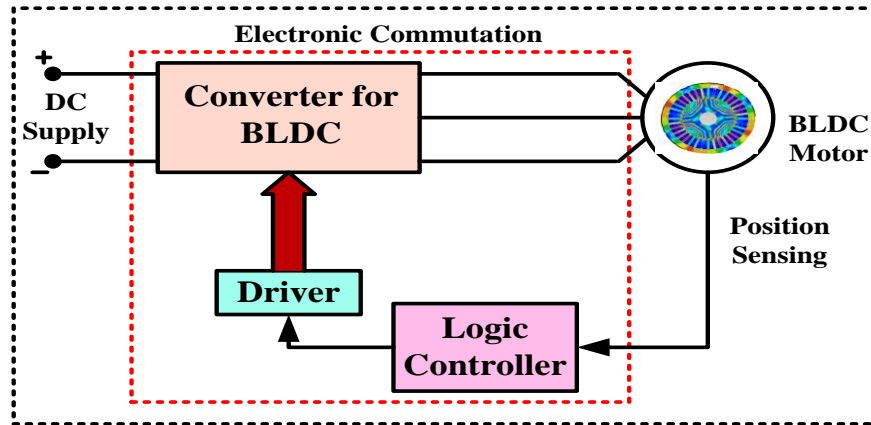 Electronic Commutation
+
DC
Supply
–
Converter for
BLDC
BLDC
Motor
Position
Sensing
Driver
Logic
Controller